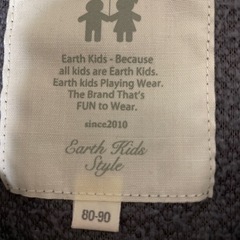 Earth Kids - Because
all kids are Earth Kids.
Earth kids Playing Wear.
The Brand That's
FUN to Wear.
since2010
Earth Kids
Style
80-90